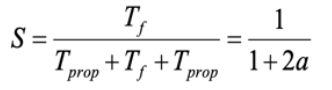 S = T_f / (T_prop + T_f + T_prop) = 1 / (1 + 2a)